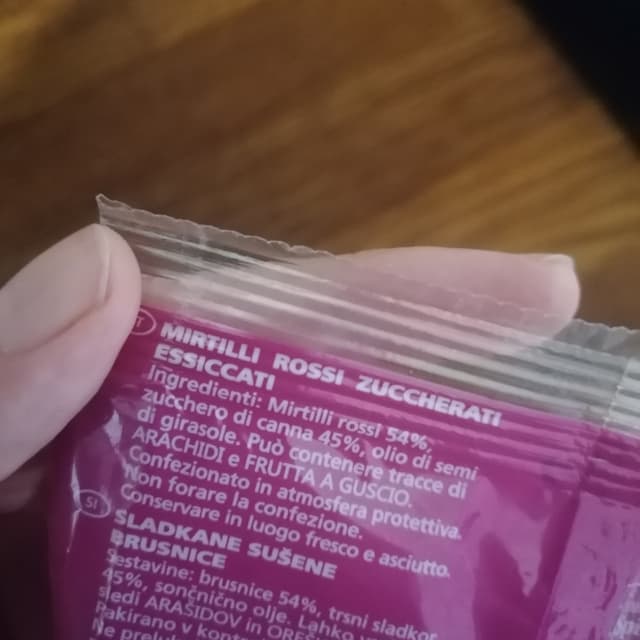 MIRTILLI ROSSI ZUCCHERATI
ESSICCATI
Ingredienti: Mirtilli rossi 54%,
zucchero di canna 45%, olio di semi
di girasole. Può contenere tracce di
ARACHIDI e FRUTTA A GUSCIO.
Confezionato in atmosfera protettiva.
Non forare la confezione.
Conservare in luogo fresco e asciutto.
SI
SLADKANE SUŠENE
BRUSNICE
Sestavine: brusnice 54%, trsni sladkor
45%, sončnično olje. Lahko
sledi ARAŠIDOV in
Pakirano v